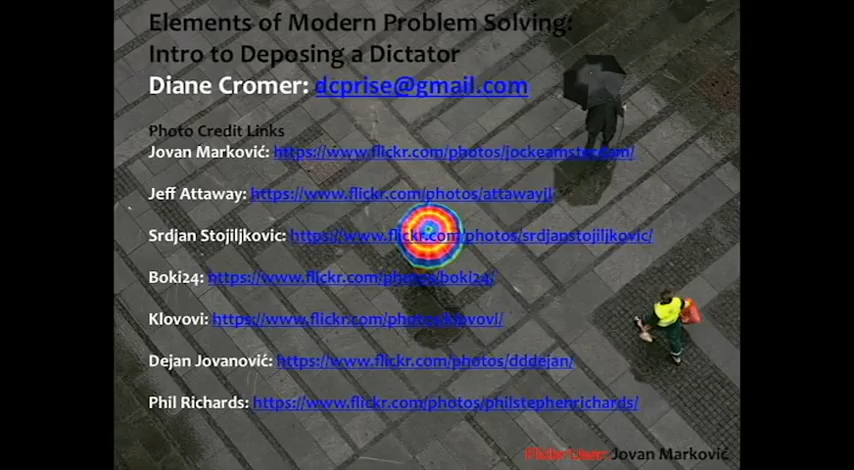 Elements of Modern Problem Solving:
Intro to Deposing a Dictator
Diane Cromer: dcprise@gmail.com
Photo Credit Links
Jovan Marković: https://www.flickr.com/photos/jockeamsterdam/
Jeff Attaway: https://www.flickr.com/photos/attawayjl/
Srdjan Stojiljkovic: https://www.flickr.com/photos/srdjanstojiljkovic/
Boki24: https://www.flickr.com/photos/boki24/
Klovovi: https://www.flickr.com/photos/klovovi/
Dejan Jovanović: https://www.flickr.com/photos/dddejan/
Phil Richards: https://www.flickr.com/photos/philstephenrichards/
Flickr User: Jovan Marković